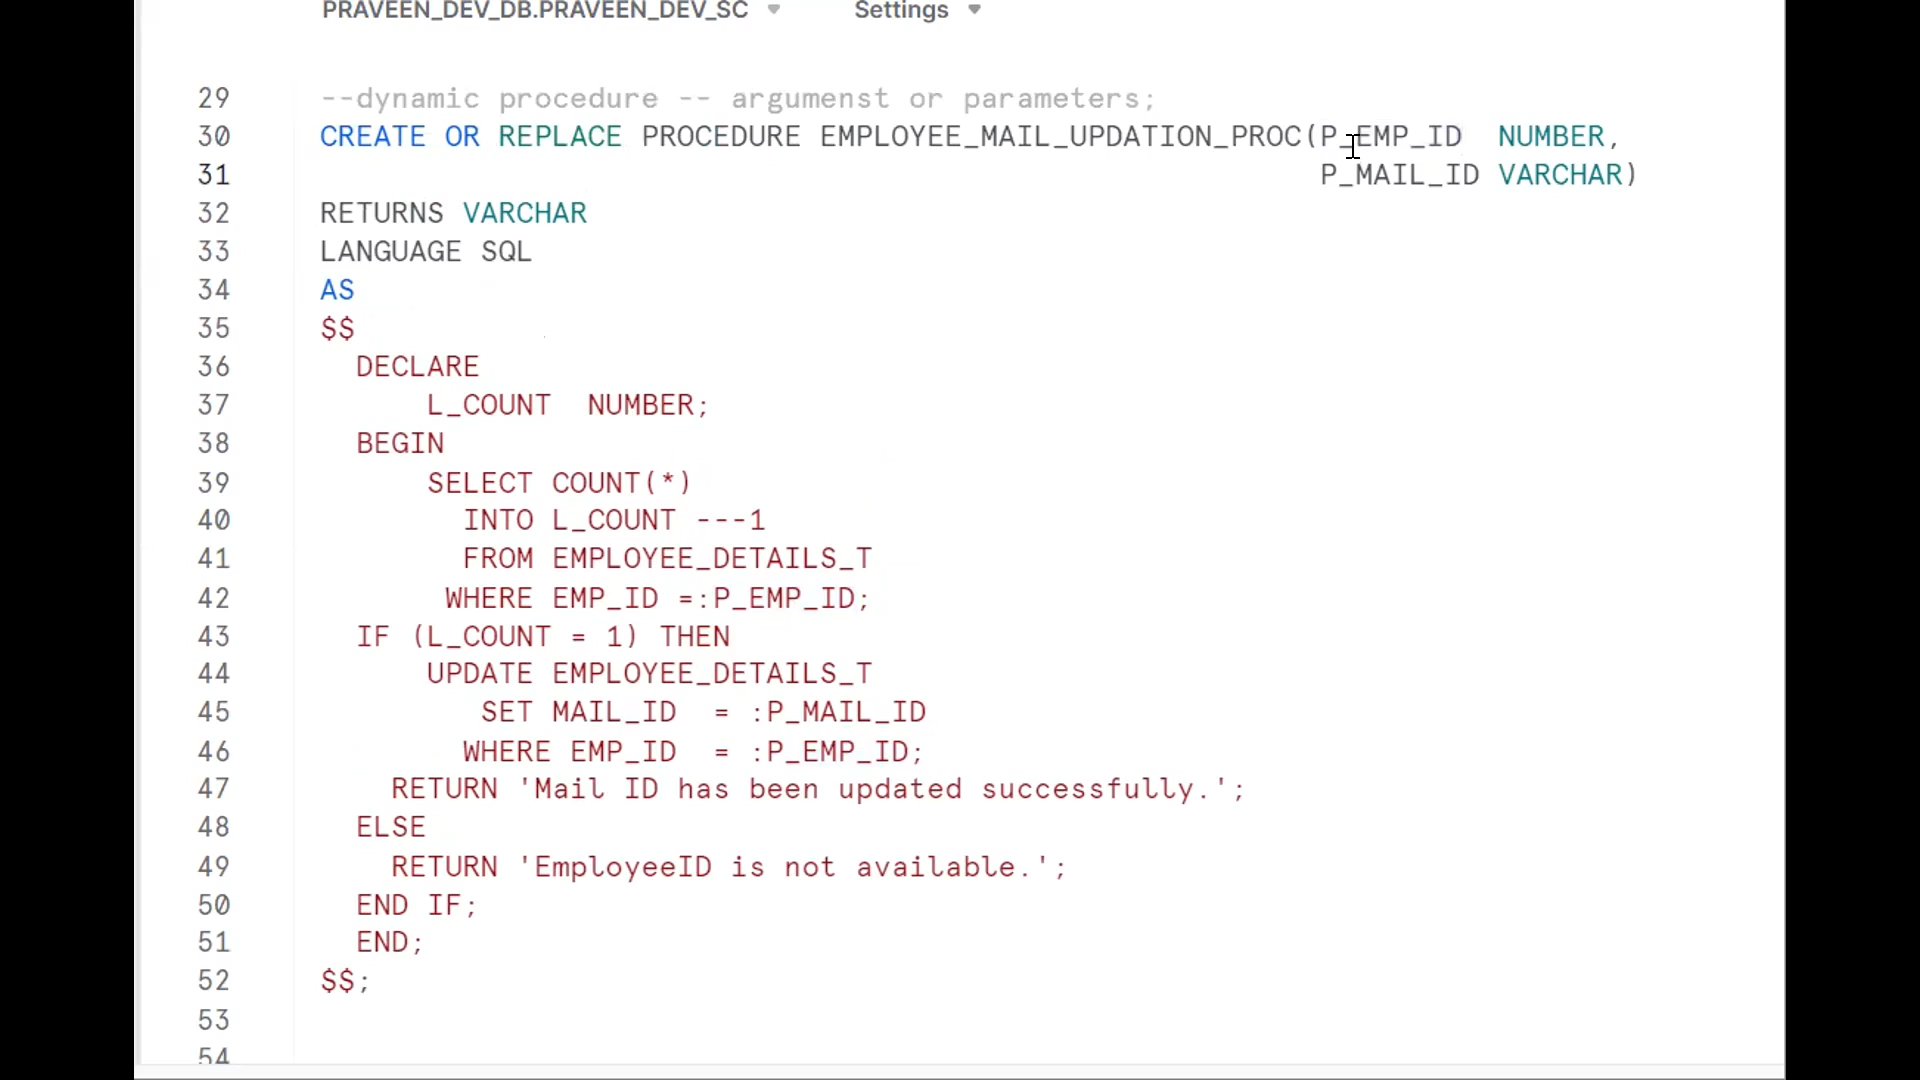 PRAVEEN_DEV_DB.PRAVEEN_DEV_SC Settings
29 --dynamic procedure -- argumenst or parameters;
30 CREATE OR REPLACE PROCEDURE EMPLOYEE_MAIL_UPDATION_PROC(P_EMP_ID NUMBER,
31 P_MAIL_ID VARCHAR)
32 RETURNS VARCHAR
33 LANGUAGE SQL
34 AS
35 $$
36 DECLARE
37 L_COUNT NUMBER;
38 BEGIN
39 SELECT COUNT(*)
40 INTO L_COUNT ---1
41 FROM EMPLOYEE_DETAILS_T
42 WHERE EMP_ID =:P_EMP_ID;
43 IF (L_COUNT = 1) THEN
44 UPDATE EMPLOYEE_DETAILS_T
45 SET MAIL_ID = :P_MAIL_ID
46 WHERE EMP_ID = :P_EMP_ID;
47 RETURN 'Mail ID has been updated successfully.';
48 ELSE
49 RETURN 'EmployeeID is not available.';
50 END IF;
51 END;
52 $$;
53
54